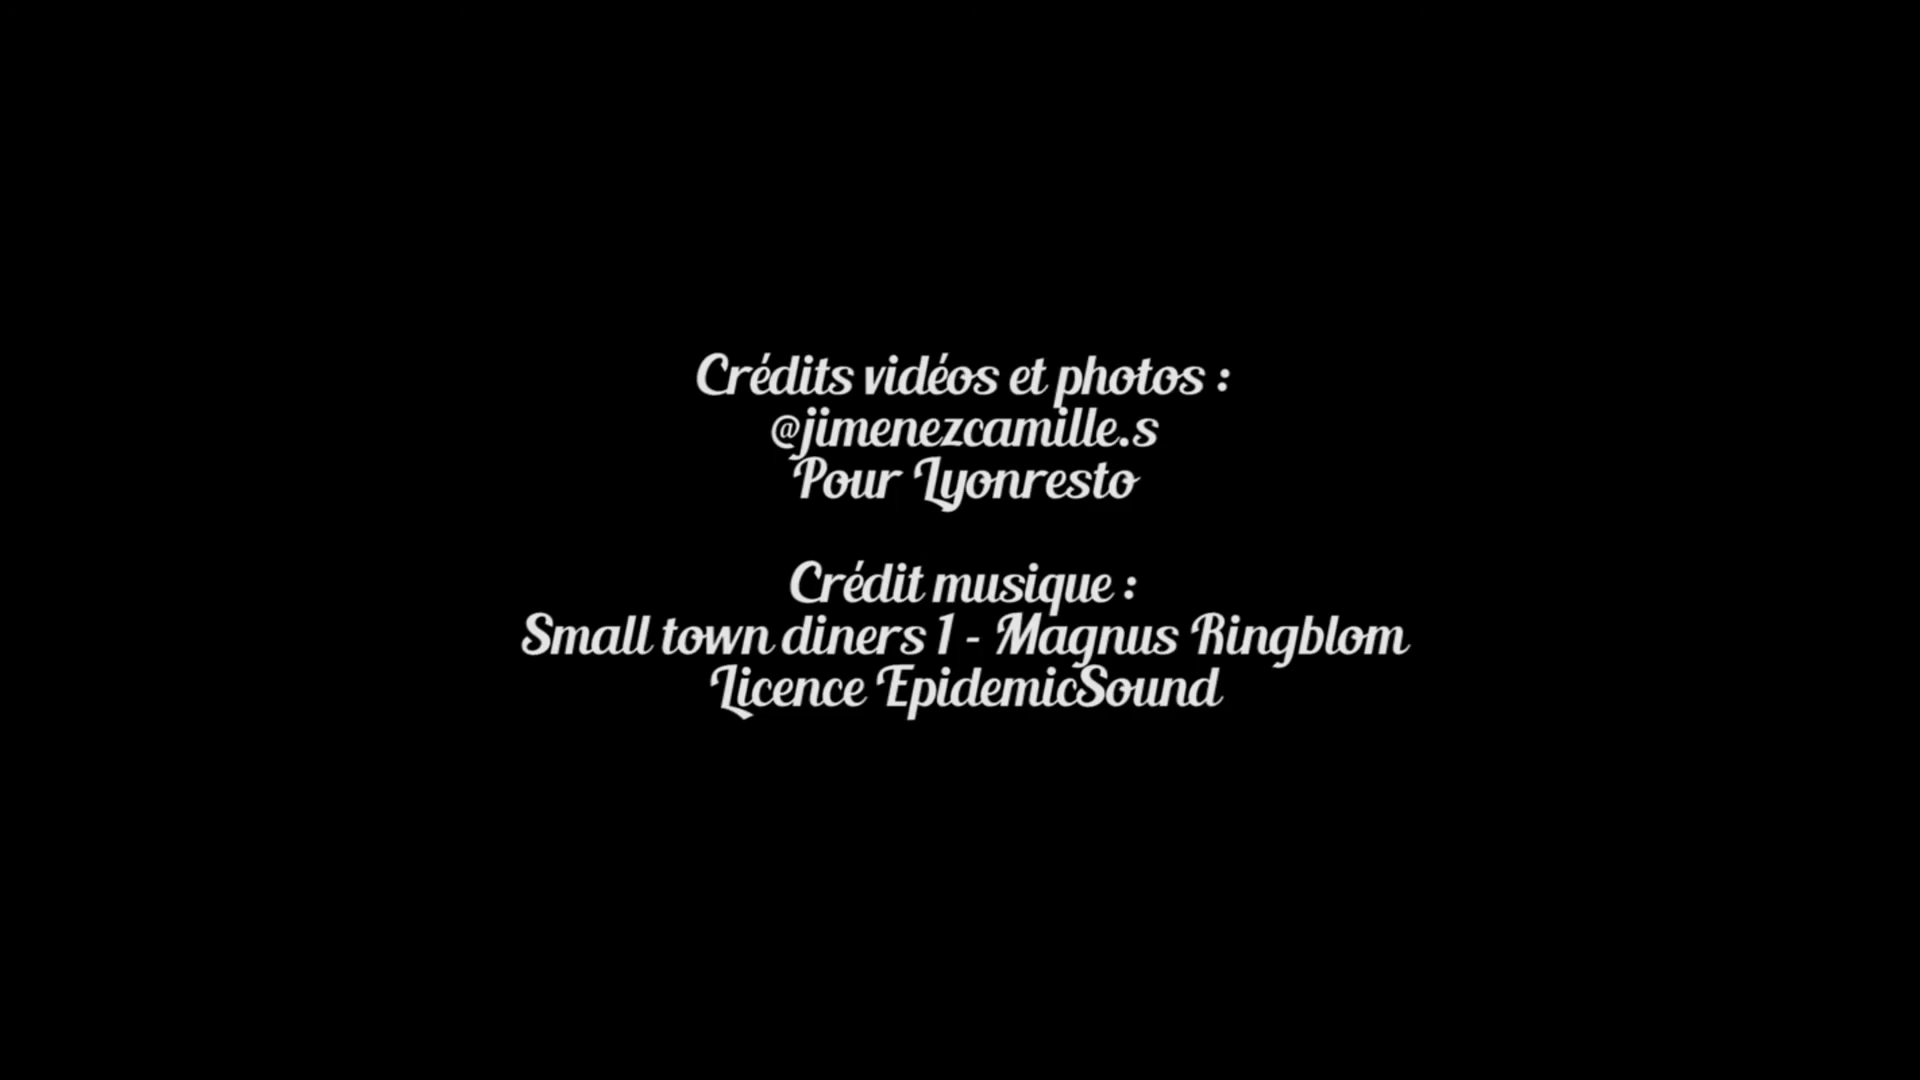 Crédits vidéos et photos :
@jimenezcamille.s
Pour Lyonresto
Crédit musique :
Small town diners 1 - Magnus Ringblom
Licence EpidemicSound